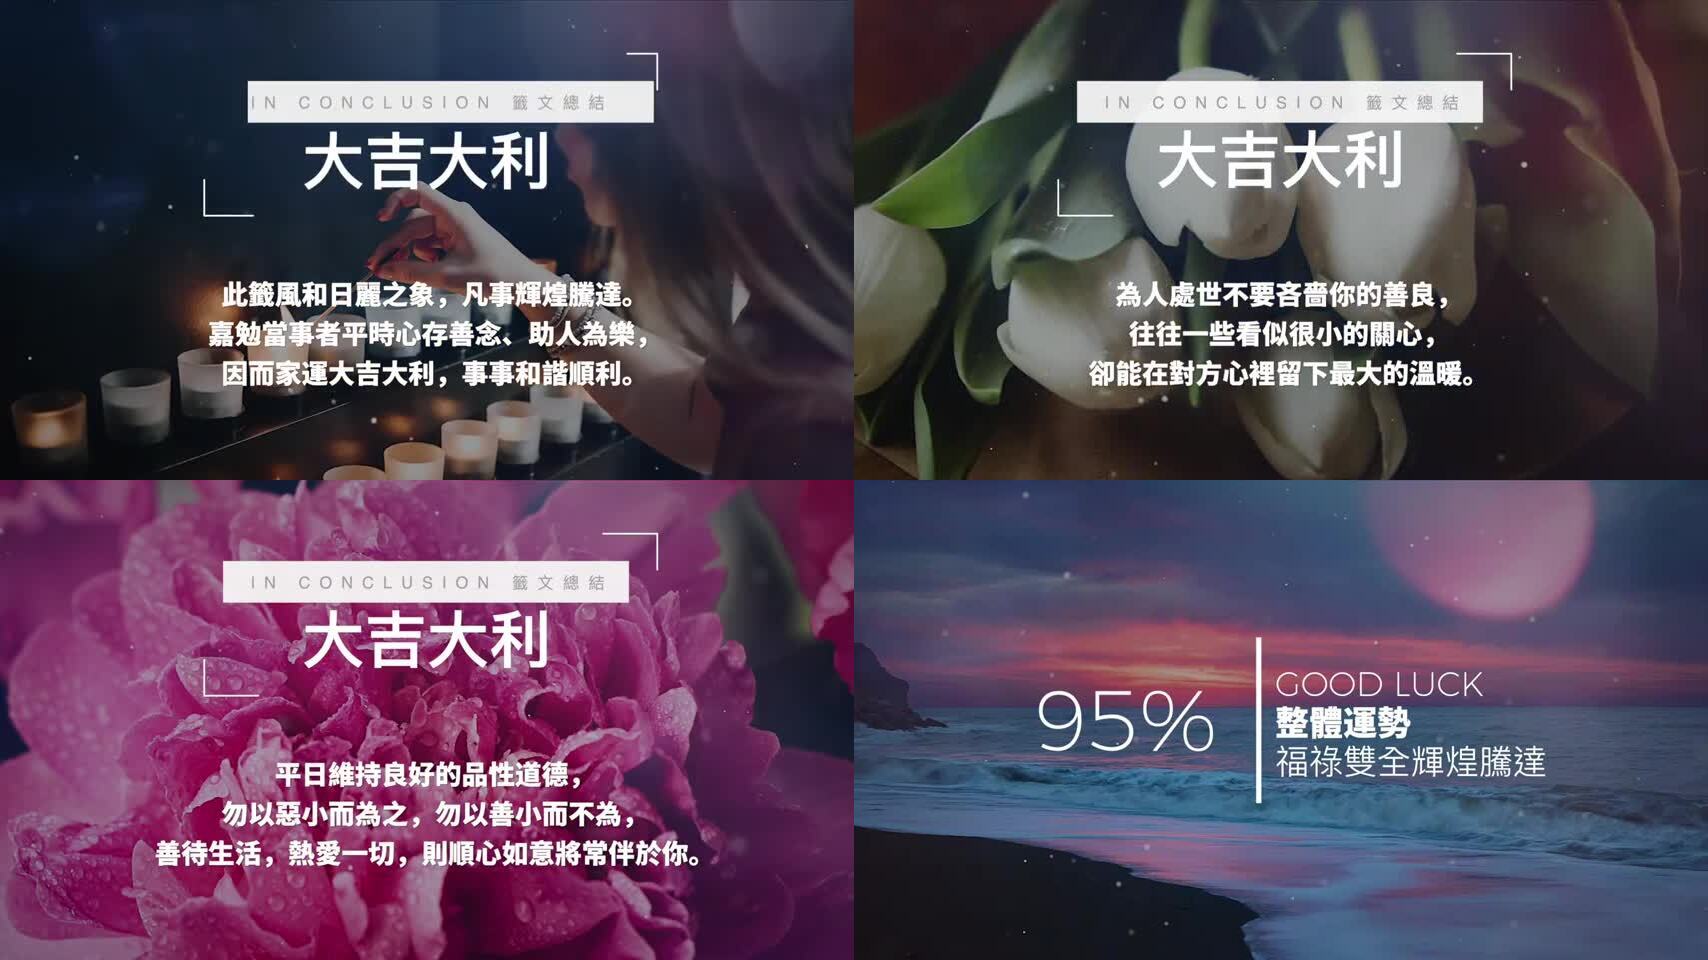 IN CONCLUSION 籤文總結
大吉大利
此籤風和日麗之象，凡事輝煌騰達。
嘉勉當事者平時心存善念、助人為樂，
因而家運大吉大利，事事和諧順利。
IN CONCLUSION 籤文總結
大吉大利
為人處世不要吝嗇你的善良，
往往一些看似很小的關心，
卻能在對方心裡留下最大的溫暖。
IN CONCLUSION 籤文總結
大吉大利
平日維持良好的品性道德，
勿以惡小而為之，勿以善小而不為，
善待生活，熱愛一切，則順心如意將常伴於你。
95%
GOOD LUCK
整體運勢
福祿雙全輝煌騰達